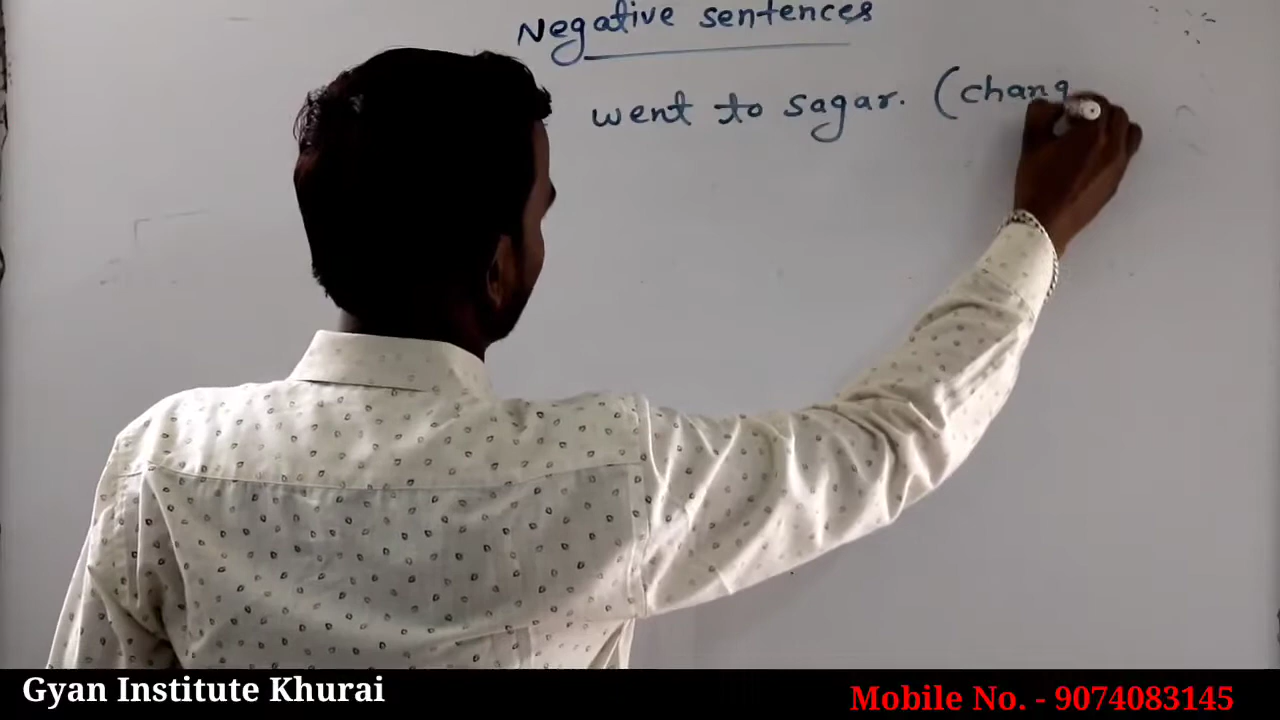 Negative sentences
went to sagar. (chang
Gyan Institute Khurai
Mobile No. - 9074083145